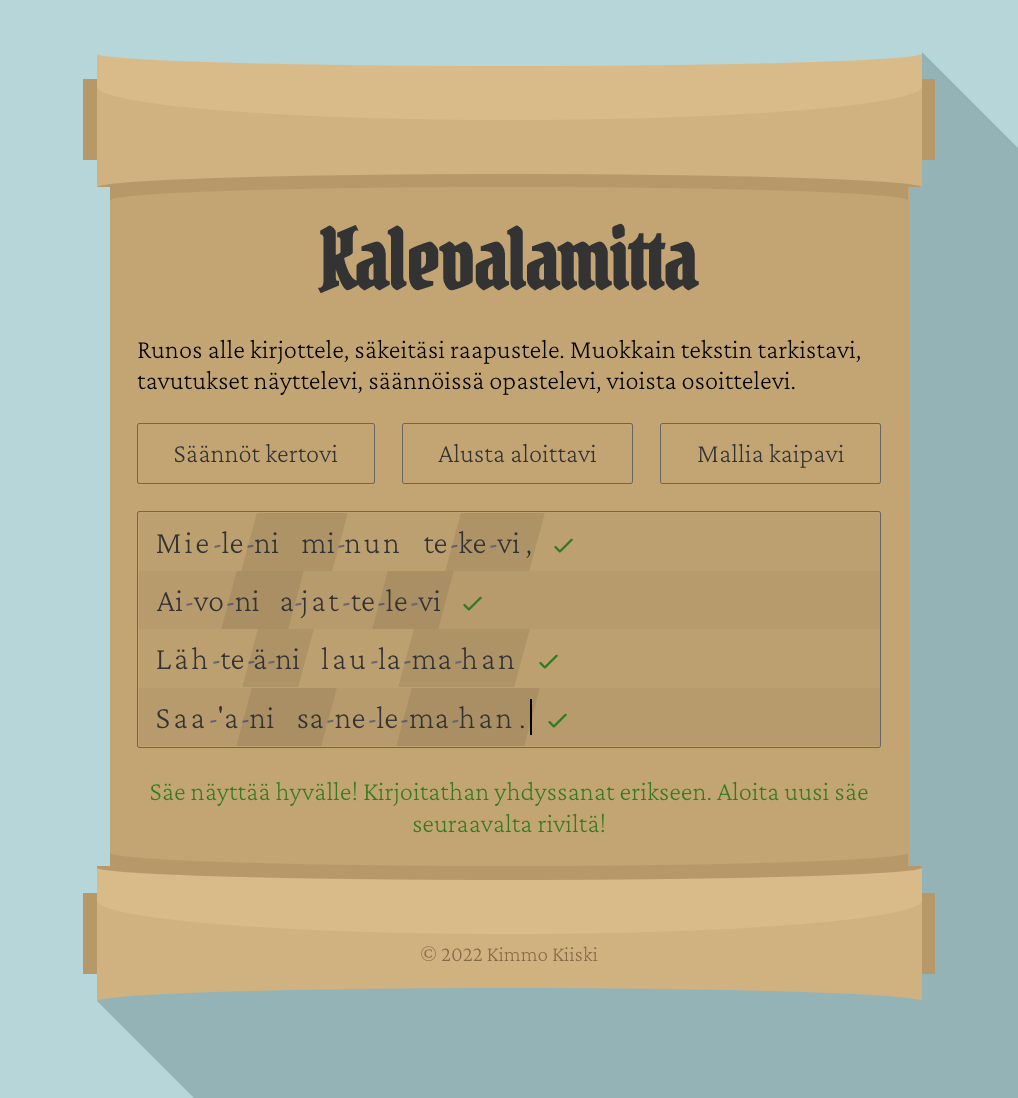 Kalevalamitta
Runos alle kirjottele, säkeitäsi raapustele. Muokkain tekstin tarkistavi,
tavutukset näyttelevi, säännöissä opastelevi, vioista osoittelevi.
Säännöt kertovi
Alusta aloittavi
Mallia kaipavi
Mie-le-ni mi-nun te-ke-vi,
Ai-vo-ni a-jat-te-le-vi
Läh-te-ä-ni lau-la-ma-han
Saa-'a-ni sa-ne-le-ma-han.
Säe näyttää hyvälle! Kirjoitathan yhdyssanat erikseen. Aloita uusi säe
seuraavalta riviltä!
© 2022 Kimmo Kiiski